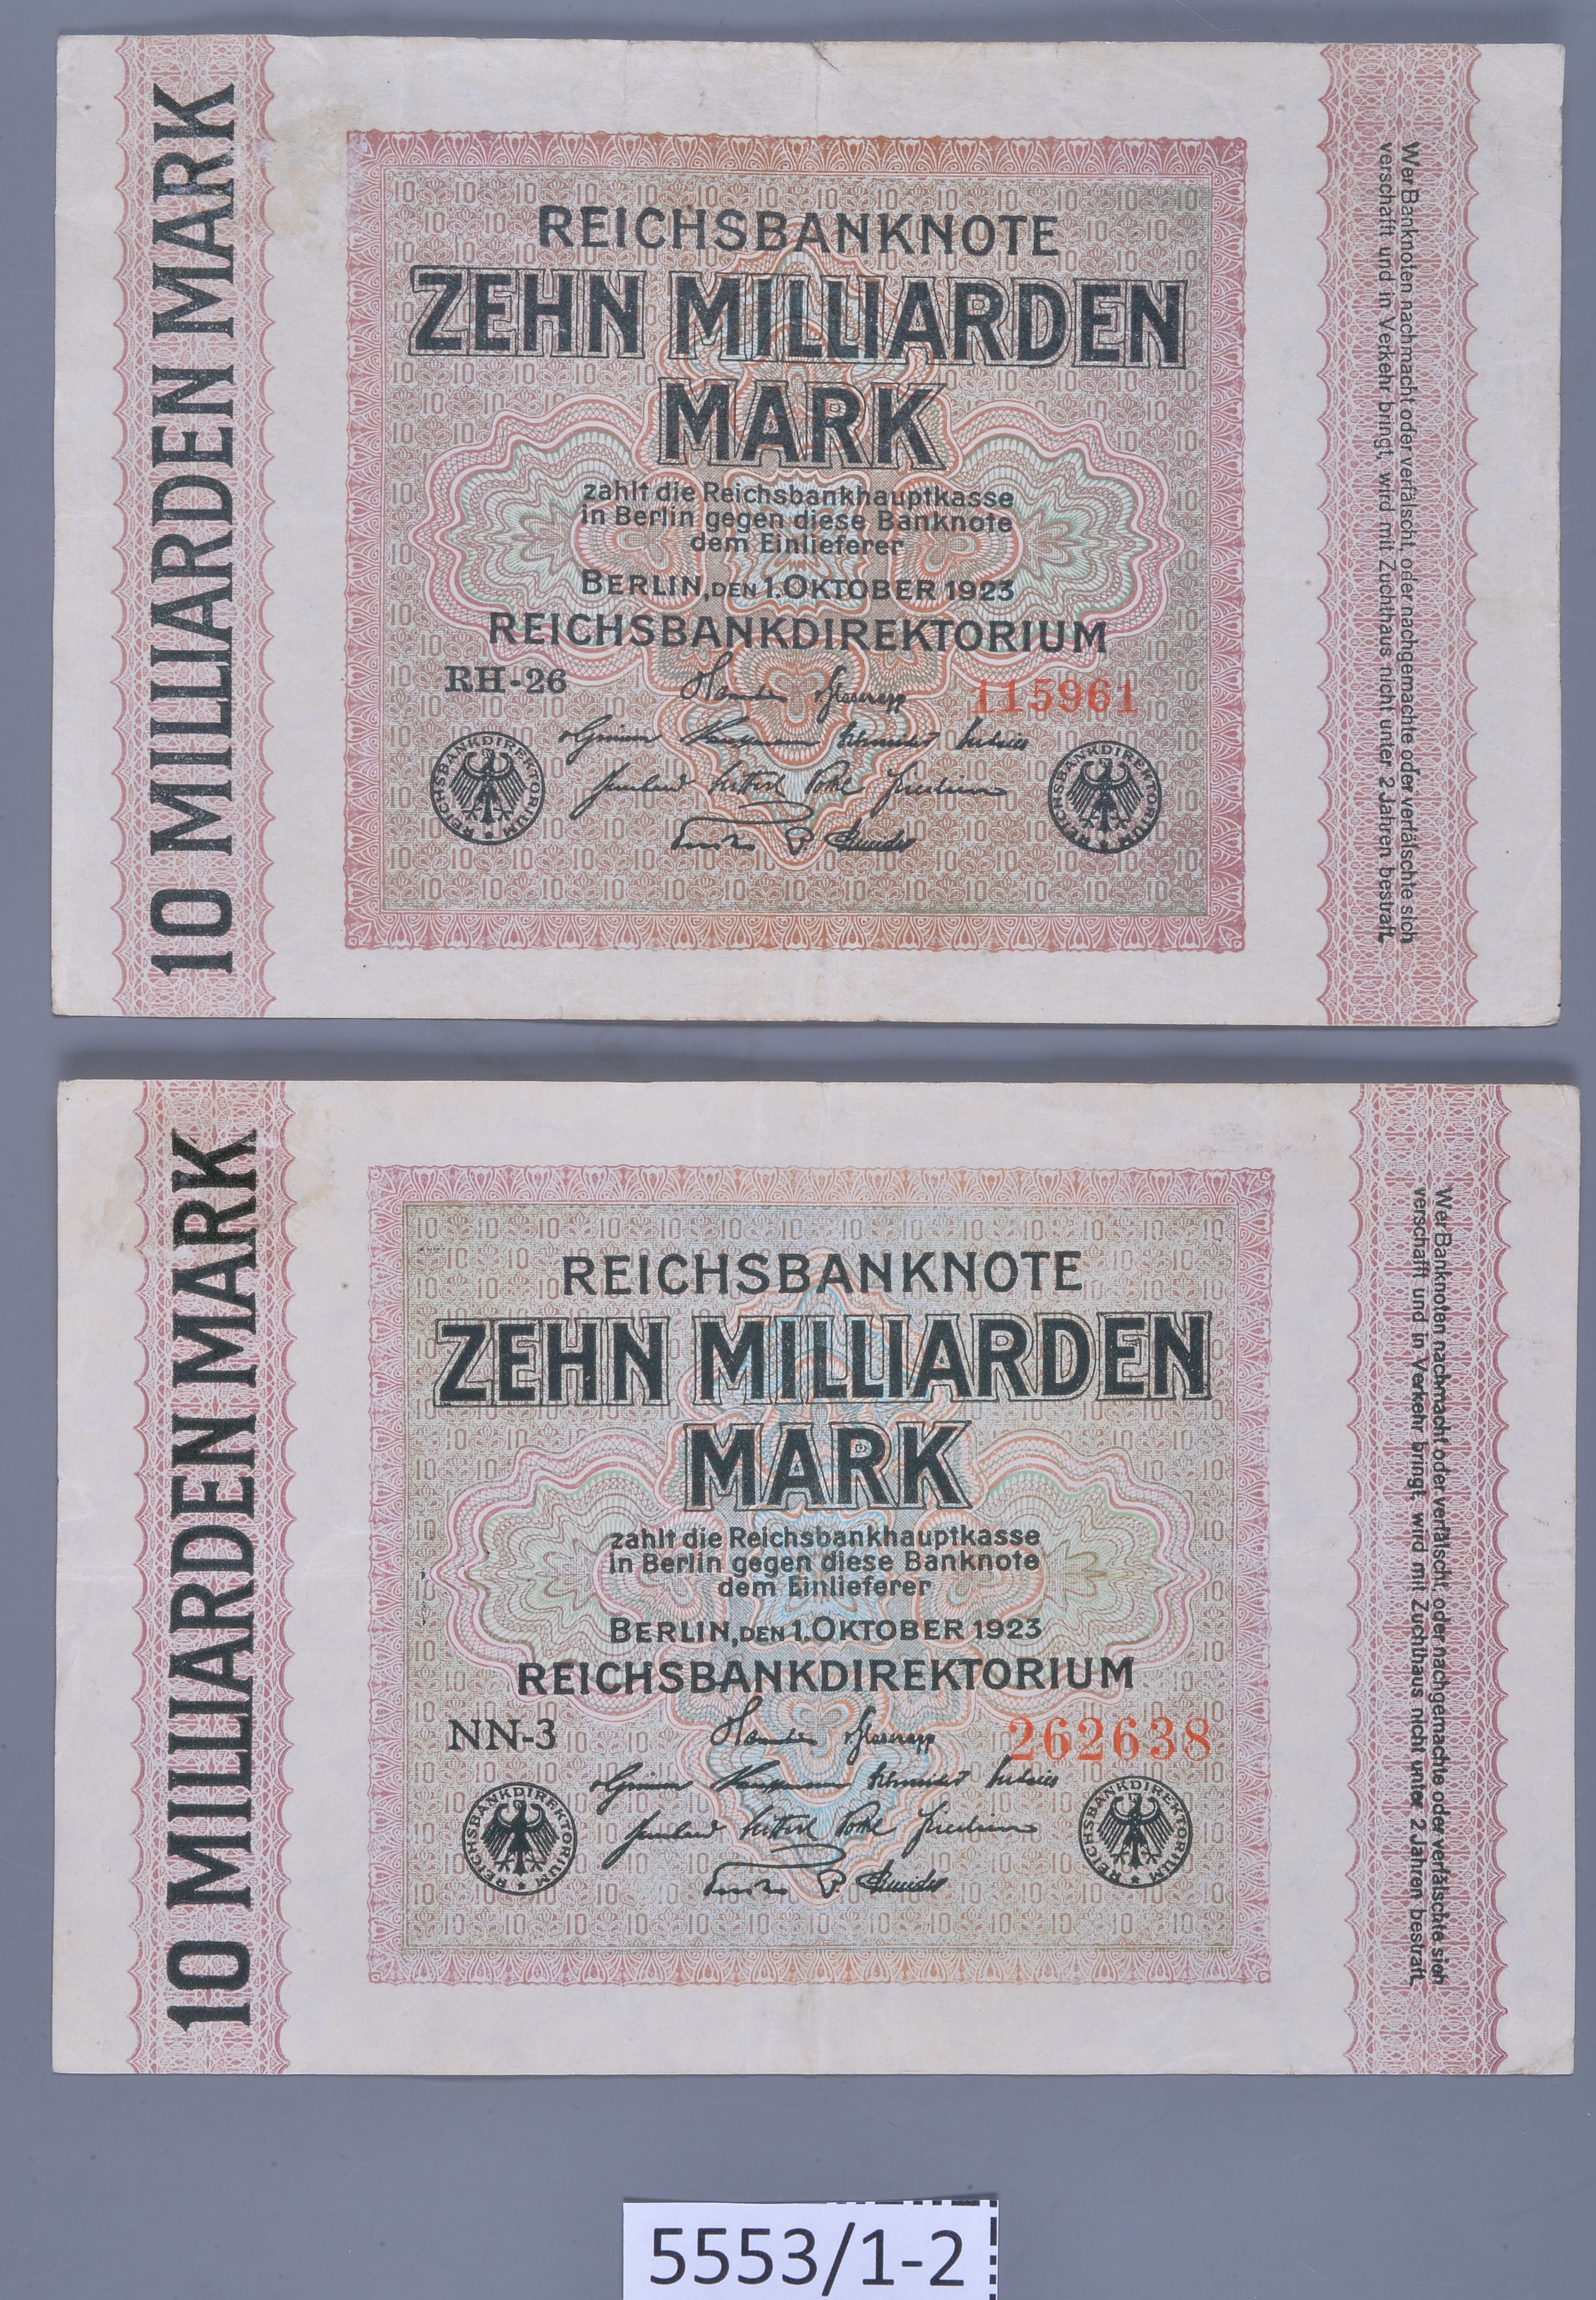 10 MILLIARDEN MARK
REICHSBANKNOTE
ZEHN MILLIARDEN
MARK
zahlt die Reichsbankhauptkasse
in Berlin gegen diese Banknote
dem Einlieferer
BERLIN, DEN 1. OKTOBER 1923
REICHSBANKDIREKTORIUM
RH-26
115961
REICHSBANKDIREKTORIUM
REICHSBANKDIREKTORIUM
Wer Banknoten nachmacht oder verfälscht, oder nachgemachte oder verfälschte sich
verschafft und in Verkehr bringt, wird mit Zuchthaus nicht unter 2 Jahren bestraft.
10 MILLIARDEN MARK
REICHSBANKNOTE
ZEHN MILLIARDEN
MARK
zahlt die Reichsbankhauptkasse
in Berlin gegen diese Banknote
dem Einlieferer
BERLIN, DEN 1. OKTOBER 1923
REICHSBANKDIREKTORIUM
NN-3
262638
REICHSBANKDIREKTORIUM
REICHSBANKDIREKTORIUM
Wer Banknoten nachmacht oder verfälscht, oder nachgemachte oder verfälschte sich
verschafft und in Verkehr bringt, wird mit Zuchthaus nicht unter 2 Jahren bestraft.
5553/1-2